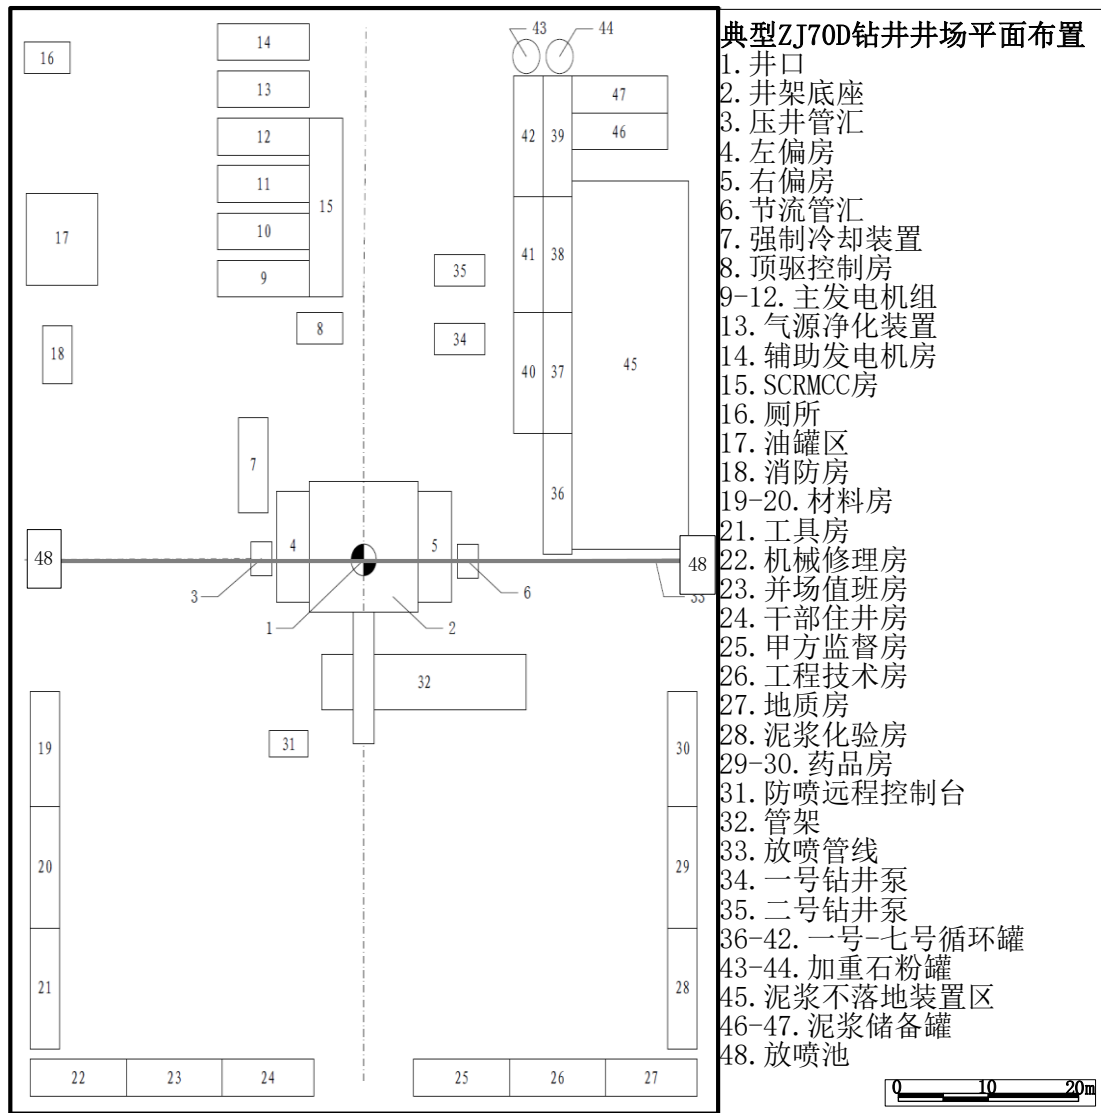 43
44
16
14
13
47
42
39
46
12
11
15
17
10
41
38
35
9
8
34
18
40
37
45
7
36
48
4
5
48
3
6
33
1
2
32
19
31
30
20
29
21
28
22
23
24
25
26
27
典型ZJ70D钻井井场平面布置
1.井口
2.井架底座
3.压井管汇
4.左偏房
5.右偏房
6.节流管汇
7.强制冷却装置
8.顶驱控制房
9-12.主发电机组
13.气源净化装置
14.辅助发电机房
15.SCRMCC房
16.厕所
17.油罐区
18.消防房
19-20.材料房
21.工具房
22.机械修理房
23.并场值班房
24.干部住井房
25.甲方监督房
26.工程技术房
27.地质房
28.泥浆化验房
29-30.药品房
31.防喷远程控制台
32.管架
33.放喷管线
34.一号钻井泵
35.二号钻井泵
36-42.一号-七号循环罐
43-44.加重石粉罐
45.泥浆不落地装置区
46-47.泥浆储备罐
48.放喷池
0 10 20m